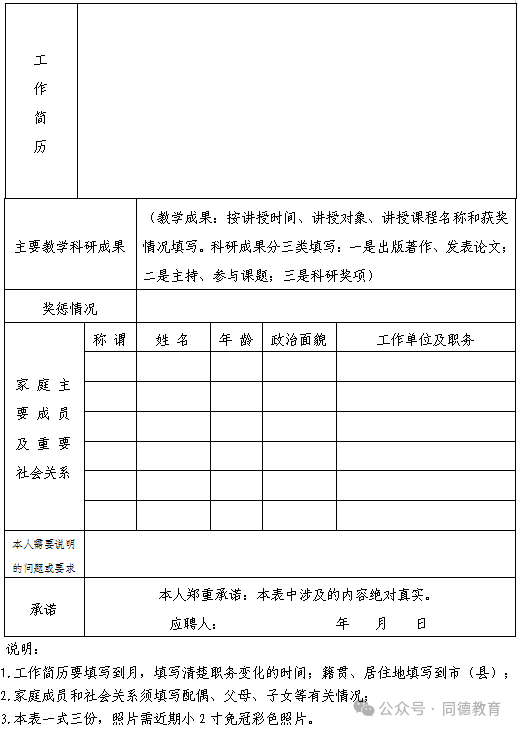 工
作
简
历
主要教学科研成果
（教学成果：按讲授时间、讲授对象、讲授课程名称和获奖
情况填写。科研成果分三类填写：一是出版著作、发表论文；
二是主持、参与课题；三是科研奖项）
奖惩情况
家 庭 主
要 成 员
及 重 要
社会关系
称 谓 姓 名 年 龄 政治面貌 工作单位及职务
本人需要说明
的问题或要求
承诺
本人郑重承诺：本表中涉及的内容绝对真实。
应聘人： 年 月 日
说明：
1.工作简历要填写到月，填写清楚职务变化的时间；籍贯、居住地填写到市（县）；
2.家庭成员和社会关系须填写配偶、父母、子女等有关情况；
3.本表一式三份，照片需近期小2寸免冠彩色照片。
公众号·同德教育